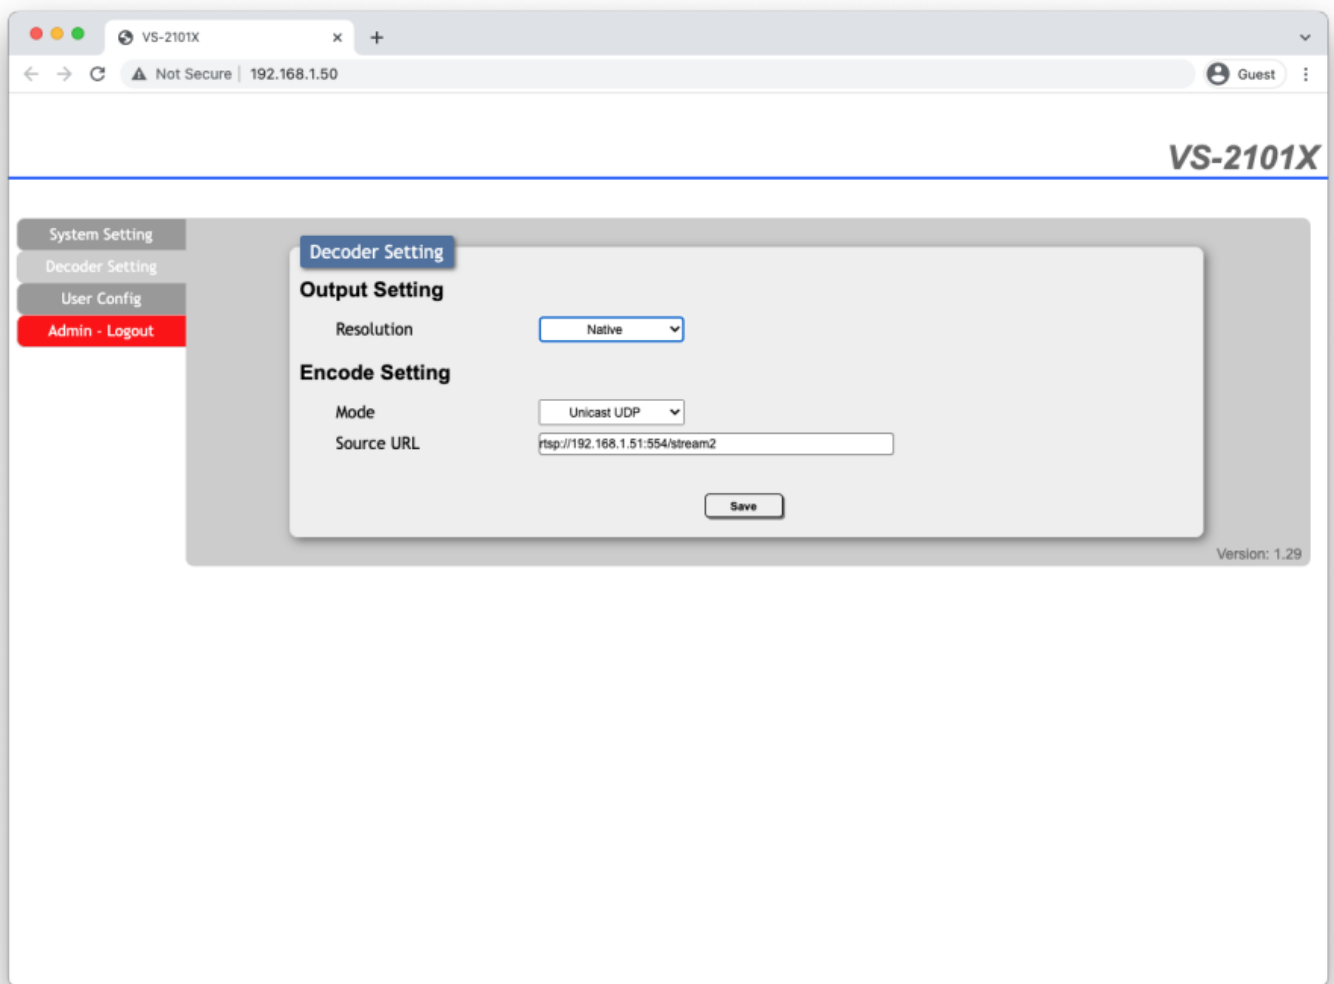 VS-2101X
Not Secure | 192.168.1.50
Guest
VS-2101X
System Setting
Decoder Setting
User Config
Admin - Logout
Decoder Setting
Output Setting
Resolution Native
Encode Setting
Mode Unicast UDP
Source URL rtsp://192.168.1.51:554/stream2
Save
Version: 1.29